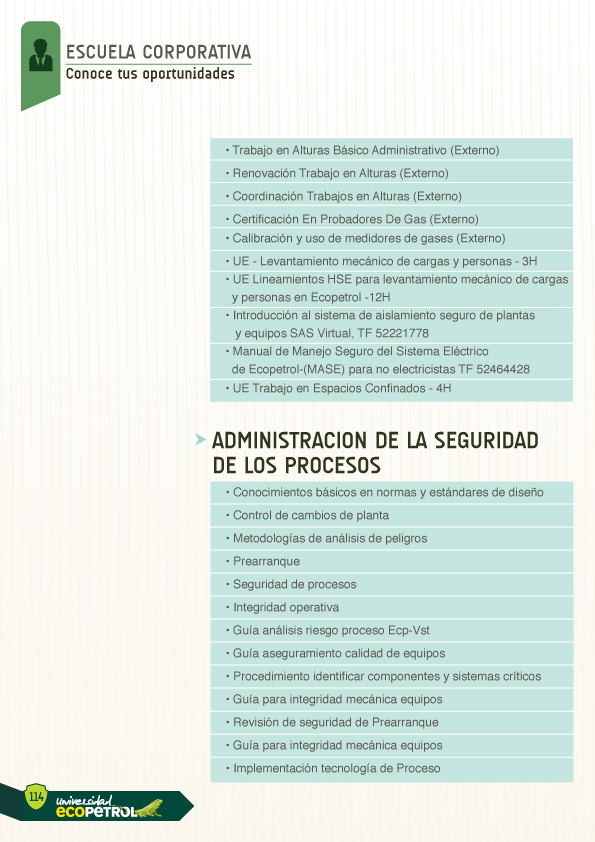 ESCUELA CORPORATIVA
Conoce tus oportunidades
• Trabajo en Alturas Básico Administrativo (Externo)
• Renovación Trabajo en Alturas (Externo)
• Coordinación Trabajos en Alturas (Externo)
• Certificación En Probadores De Gas (Externo)
• Calibración y uso de medidores de gases (Externo)
• UE - Levantamiento mecánico de cargas y personas - 3H
• UE Lineamientos HSE para levantamiento mecánico de cargas
y personas en Ecopetrol -12H
• Introducción al sistema de aislamiento seguro de plantas
y equipos SAS Virtual, TF 52221778
• Manual de Manejo Seguro del Sistema Eléctrico
de Ecopetrol-(MASE) para no electricistas TF 52464428
• UE Trabajo en Espacios Confinados - 4H
ADMINISTRACION DE LA SEGURIDAD
DE LOS PROCESOS
• Conocimientos básicos en normas y estándares de diseño
• Control de cambios de planta
• Metodologías de análisis de peligros
• Prearranque
• Seguridad de procesos
• Integridad operativa
• Guía análisis riesgo proceso Ecp-Vst
• Guía aseguramiento calidad de equipos
• Procedimiento identificar componentes y sistemas críticos
• Guía para integridad mecánica equipos
• Revisión de seguridad de Prearranque
• Guía para integridad mecánica equipos
• Implementación tecnología de Proceso
114
universidad
ECOPETROL